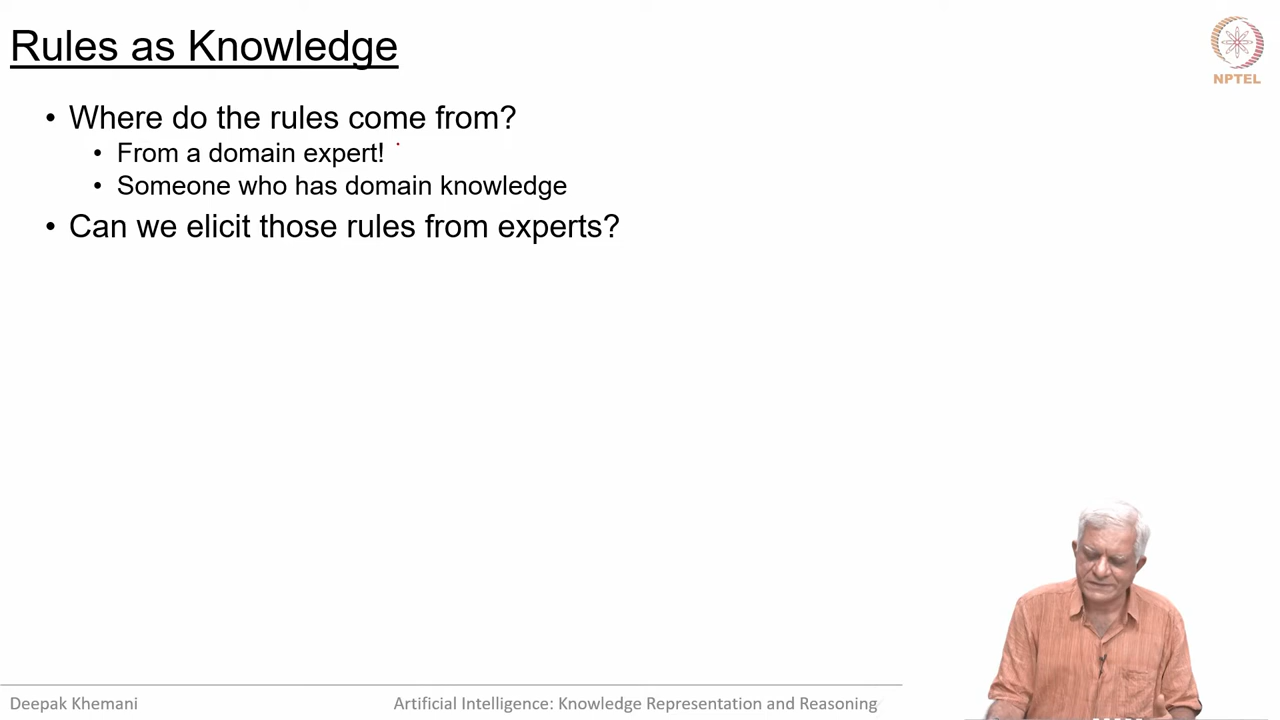 Rules as Knowledge
NPTEL
• Where do the rules come from?
• From a domain expert!
• Someone who has domain knowledge
• Can we elicit those rules from experts?
Deepak Khemani
Artificial Intelligence: Knowledge Representation and Reasoning